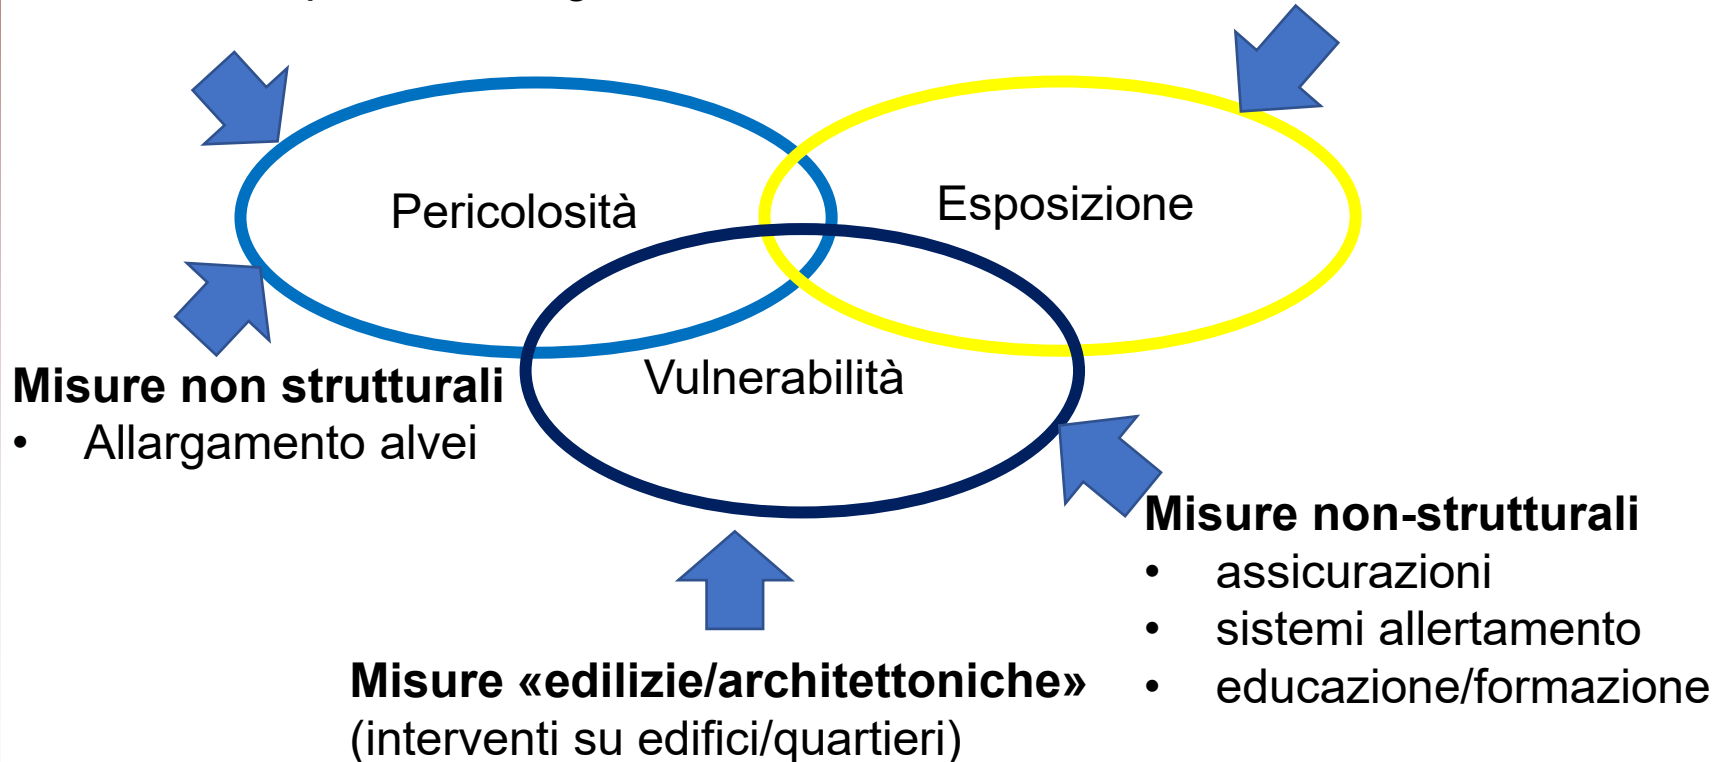 Pericolosità
Esposizione
Vulnerabilità
Misure non strutturali
• Allargamento alvei
Misure non-strutturali
• assicurazioni
• sistemi allertamento
• educazione/formazione
Misure «edilizie/architettoniche»
(interventi su edifici/quartieri)